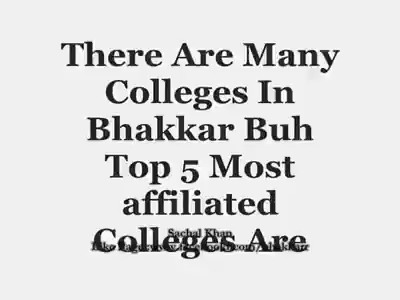 There Are Many
Colleges In
Bhakkar Buh
Top 5 Most
affiliated
Sachal Khan
Colleges Are